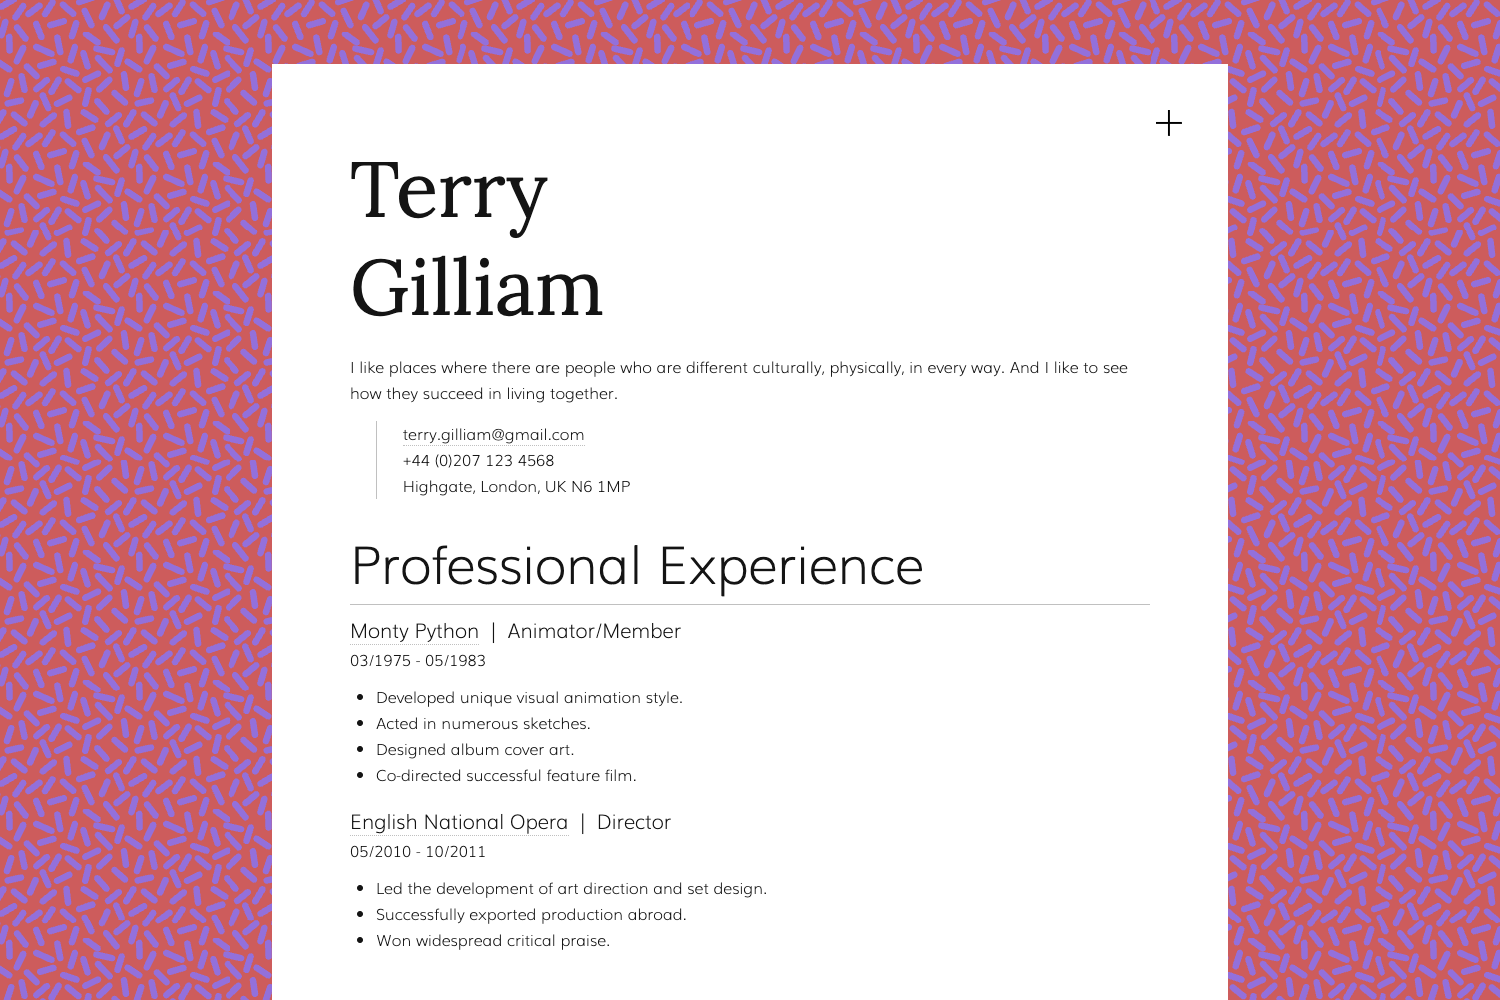 Terry
Gilliam
I like places where there are people who are different culturally, physically, in every way. And I like to see
how they succeed in living together.
terry.gilliam@gmail.com
+44 (0)207 123 4568
Highgate, London, UK N6 1MP
Professional Experience
Monty Python | Animator/Member
03/1975 - 05/1983
• Developed unique visual animation style.
• Acted in numerous sketches.
• Designed album cover art.
• Co-directed successful feature film.
English National Opera | Director
05/2010 - 10/2011
• Led the development of art direction and set design.
• Successfully exported production abroad.
• Won widespread critical praise.